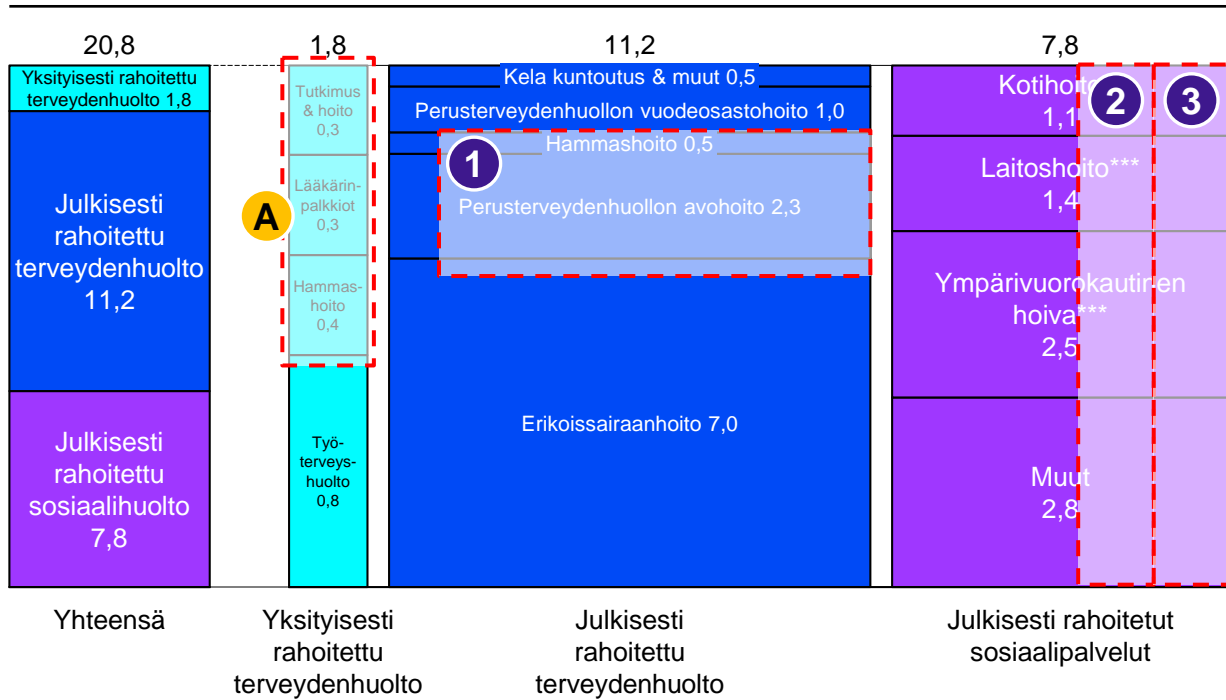 20,8
Yksityisesti rahoitettu
terveydenhuolto 1,8
Julkisesti
rahoitettu
terveydenhuolto
11,2
Julkisesti
rahoitettu
sosiaalihuolto
7,8
Yhteensä
1,8
Tutkimus
& hoito
0,3
A
Lääkärin-
palkkiot
0,3
Hammas-
hoito
0,4
Työ-
terveys-
huolto
0,8
Yksityisesti
rahoitettu
terveydenhuolto
11,2
Kela kuntoutus & muut 0,5
Perusterveydenhuollon vuodeosastohoito 1,0
1
Hammashoito 0,5
Perusterveydenhuollon avohoito 2,3
Erikoissairaanhoito 7,0
Julkisesti
rahoitettu
terveydenhuolto
7,8
2
3
Kotihoito
1,1
Laitoshoito***
1,4
Ympärivuorokautinen
hoiva***
2,5
Muut
2,8
Julkisesti rahoitetut
sosiaalipalvelut